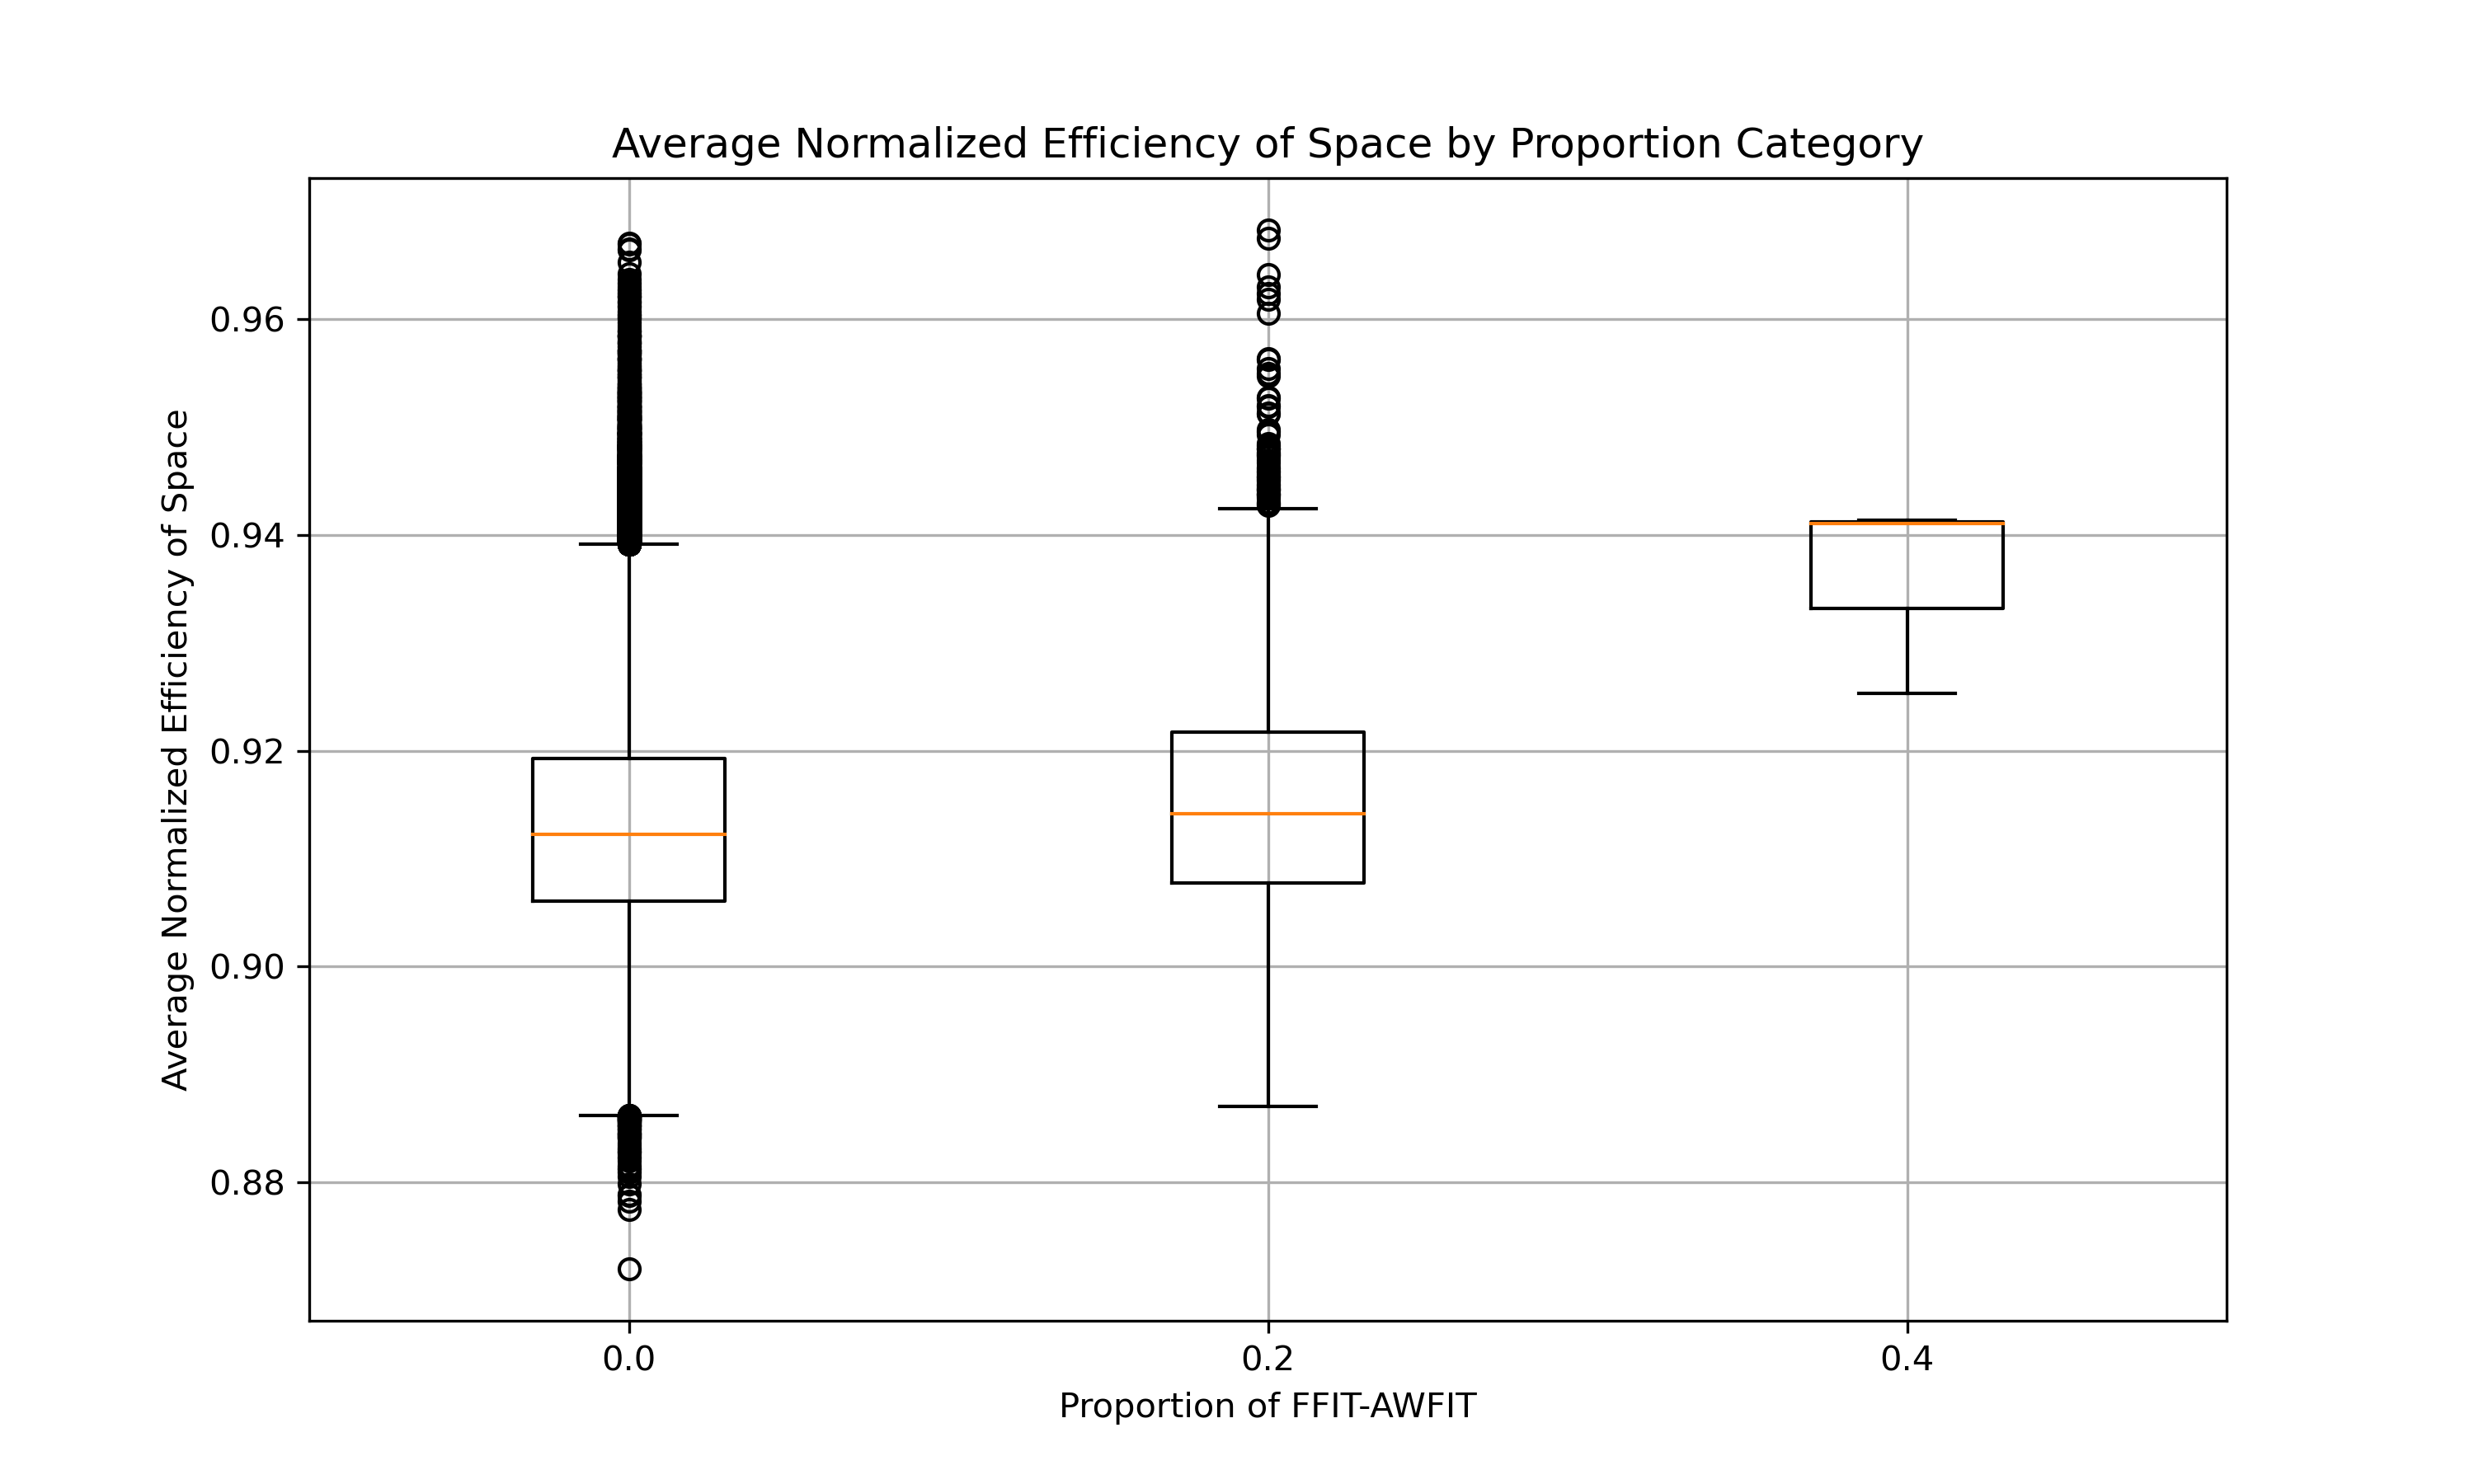 Average Normalized Efficiency of Space by Proportion Category
Average Normalized Efficiency of Space
0.96
0.94
0.92
0.90
0.88
0.0
0.2
0.4
Proportion of FFIT-AWFIT